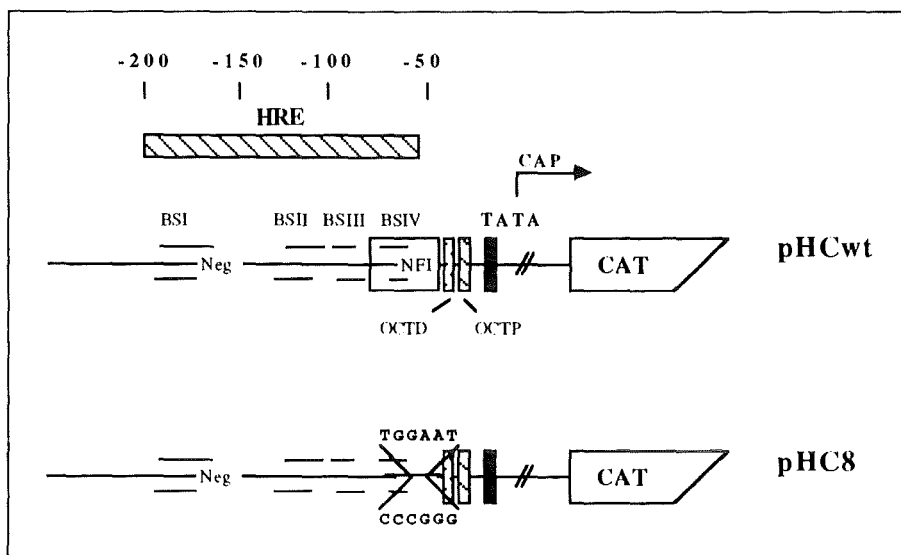 -200 -150 -100 -50
HRE
CAP
BSI BSII BSIII BSIV TATA
pHCwt
Neg NFI CAT
OCTD OCTP
TGGAAT
pHC8
Neg CAT
CCCGGG